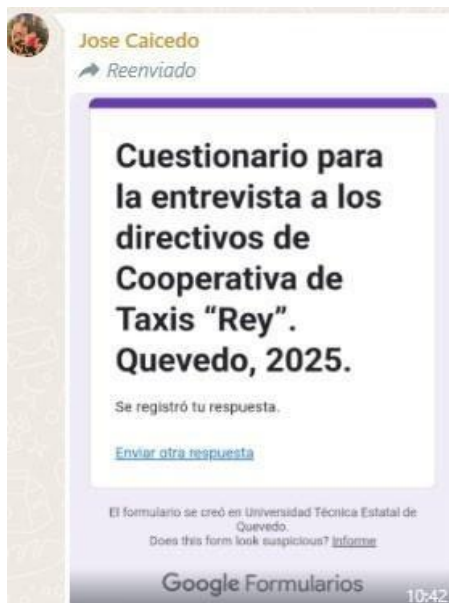 Jose Caicedo
Reenviado
Cuestionario para
la entrevista a los
directivos de
Cooperativa de
Taxis “Rey”.
Quevedo, 2025.
Se registró tu respuesta.
Enviar otra respuesta
El formulario se creó en Universidad Técnica Estatal de
Quevedo.
Does this form look suspicious? Informe
Google Formularios
10:42